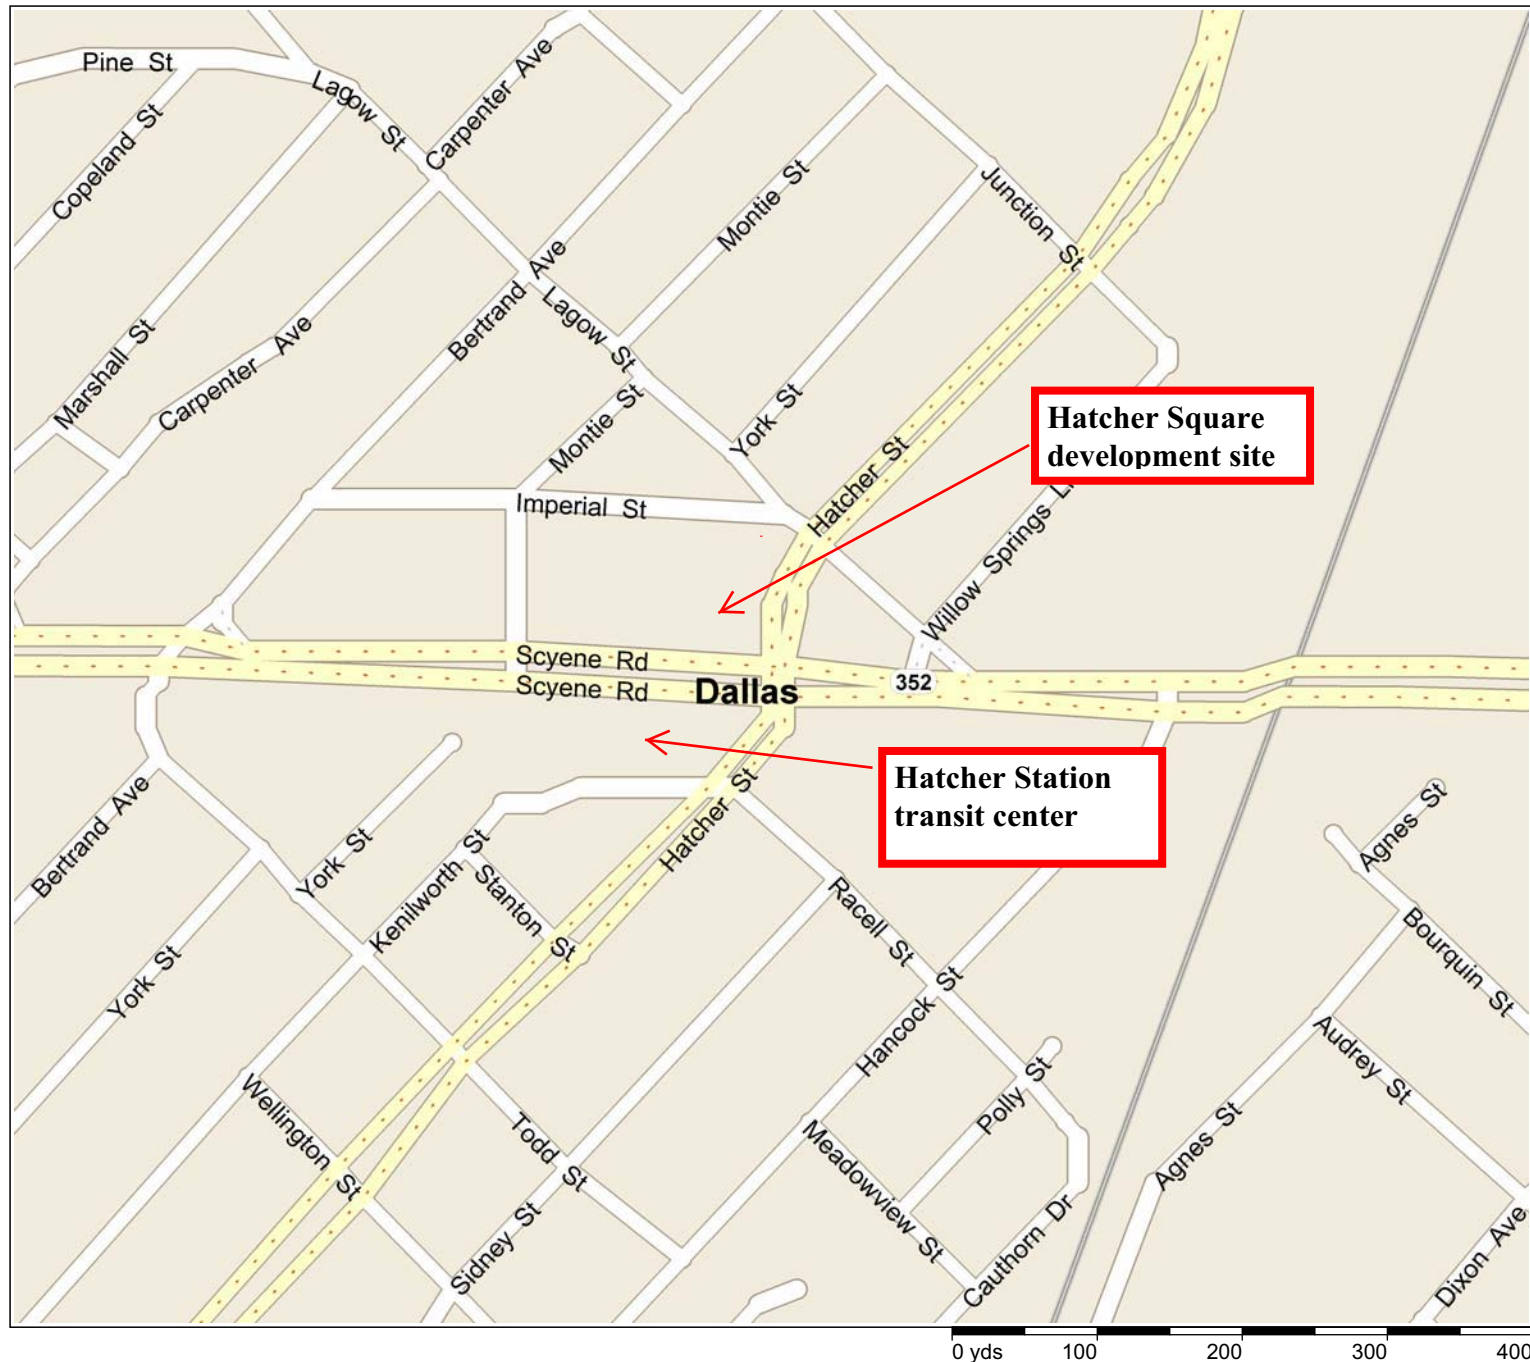 Pine St
Lagow St
Carpenter Ave
Copeland St
Montie St
Junction St
Bertrand Ave
Lagow St
Marshall St
Carpenter Ave
Montie St
York St
Hatcher Square
development site
Hatcher St
Imperial St
Willow Springs
Scyene Rd
Scyene Rd
Dallas
352
Hatcher Station
transit center
Bertrand Ave
York St
Kenilworth St
Stanton St
Hatcher St
Racell St
Agnes St
Bourquin St
York St
Hancock St
Audrey St
Polly St
Wellington St
Todd St
Meadowview St
Agnes St
Sidney St
Cauthorn Dr
Dixon Ave
0 yds 100 200 300 400